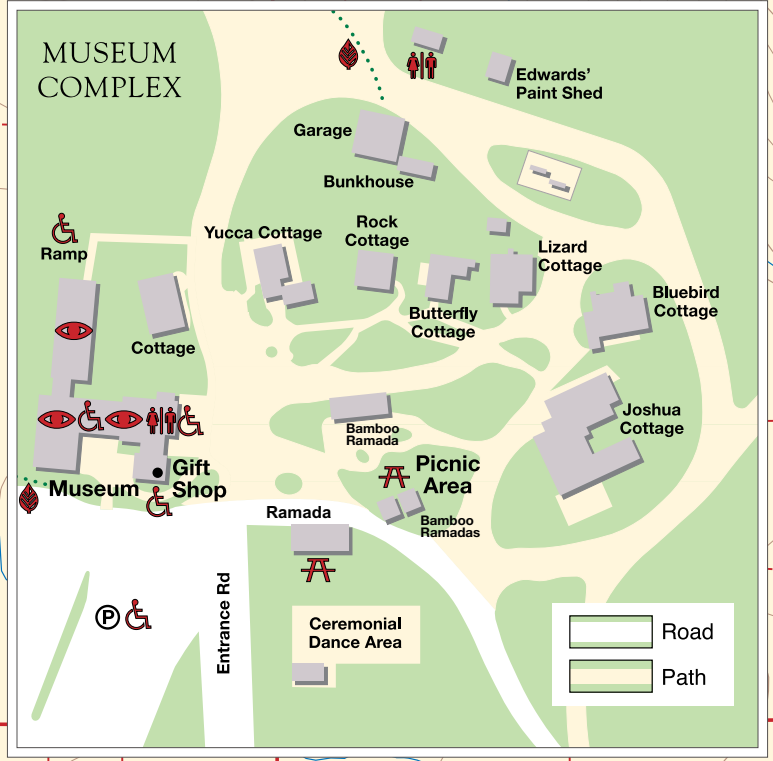 MUSEUM
COMPLEX
Edwards'
Paint Shed
Garage
Bunkhouse
Ramp
Yucca Cottage
Rock
Cottage
Lizard
Cottage
Butterfly
Cottage
Bluebird
Cottage
Cottage
Joshua
Cottage
Bamboo
Ramada
Picnic
Area
Gift
Shop
Museum
Ramada
Bamboo
Ramadas
P
Entrance Rd
Ceremonial
Dance Area
Road
Path